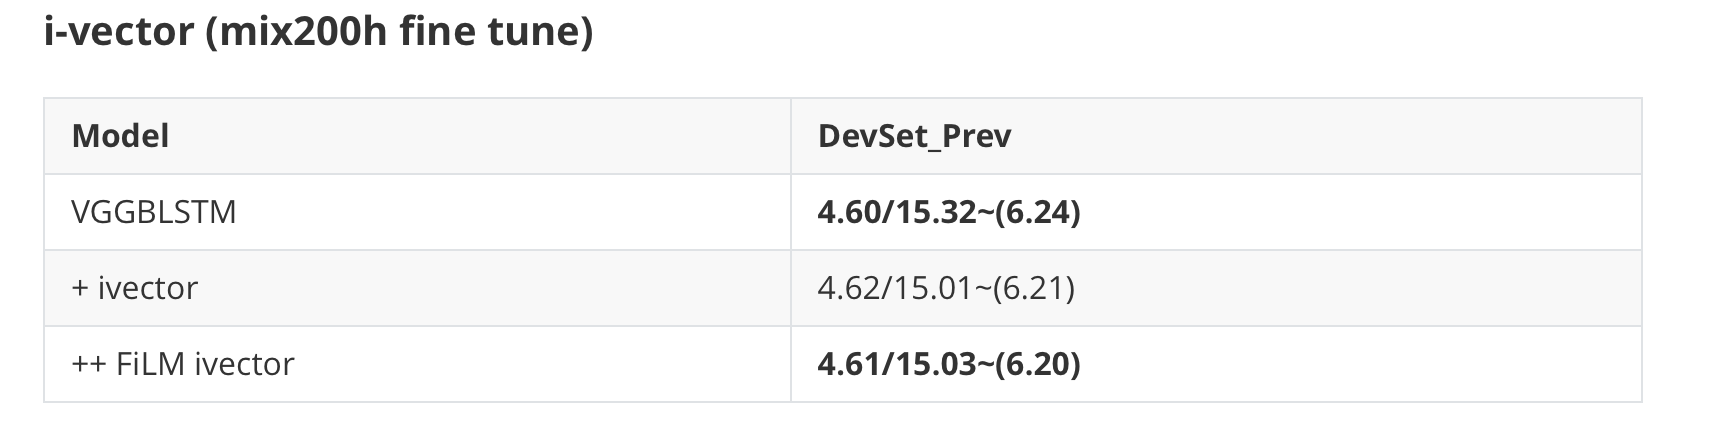 i-vector (mix200h fine tune)
Model DevSet_Prev
VGGBLSTM 4.60/15.32~(6.24)
+ ivector 4.62/15.01~(6.21)
++ FiLM ivector 4.61/15.03~(6.20)